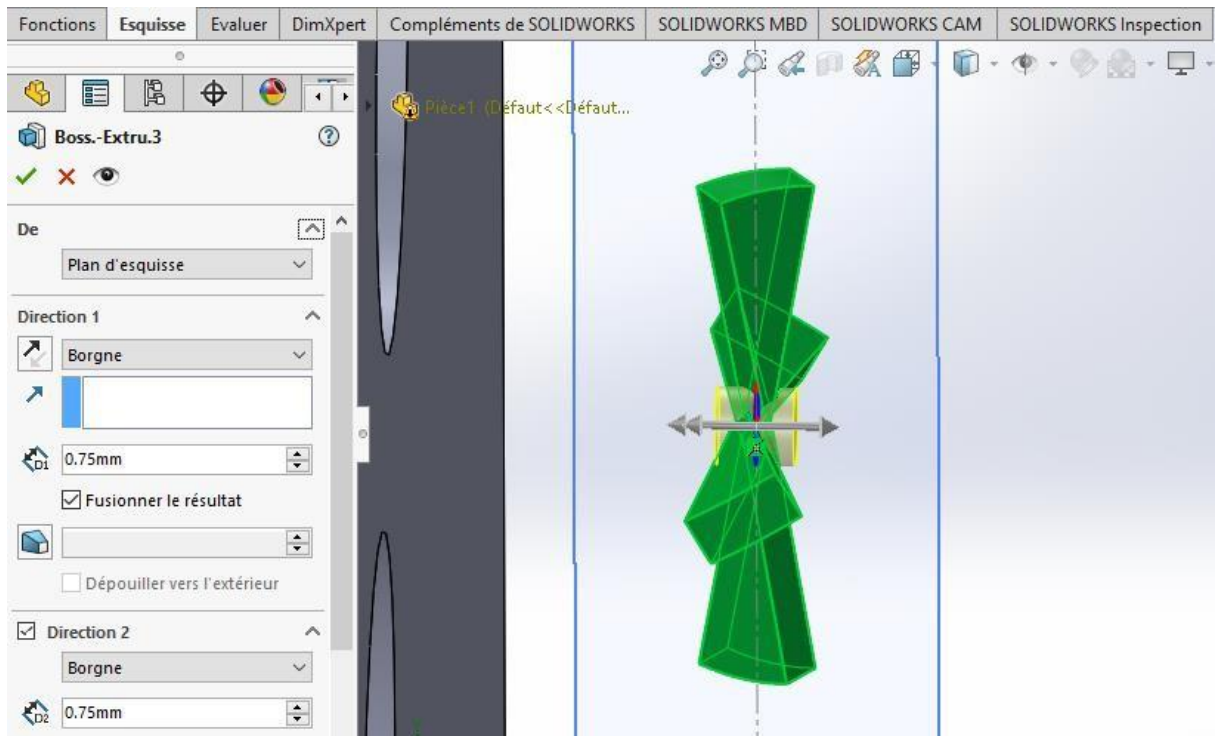 Fonctions Esquisse Evaluer DimXpert Compléments de SOLIDWORKS SOLIDWORKS MBD SOLIDWORKS CAM SOLIDWORKS Inspection
Pièce1 (Défaut<<Défaut...
Boss.-Extru.3
De
Plan d'esquisse
Direction 1
Borgne
D1 0.75mm
Fusionner le résultat
Dépouiller vers l'extérieur
Direction 2
Borgne
D2 0.75mm